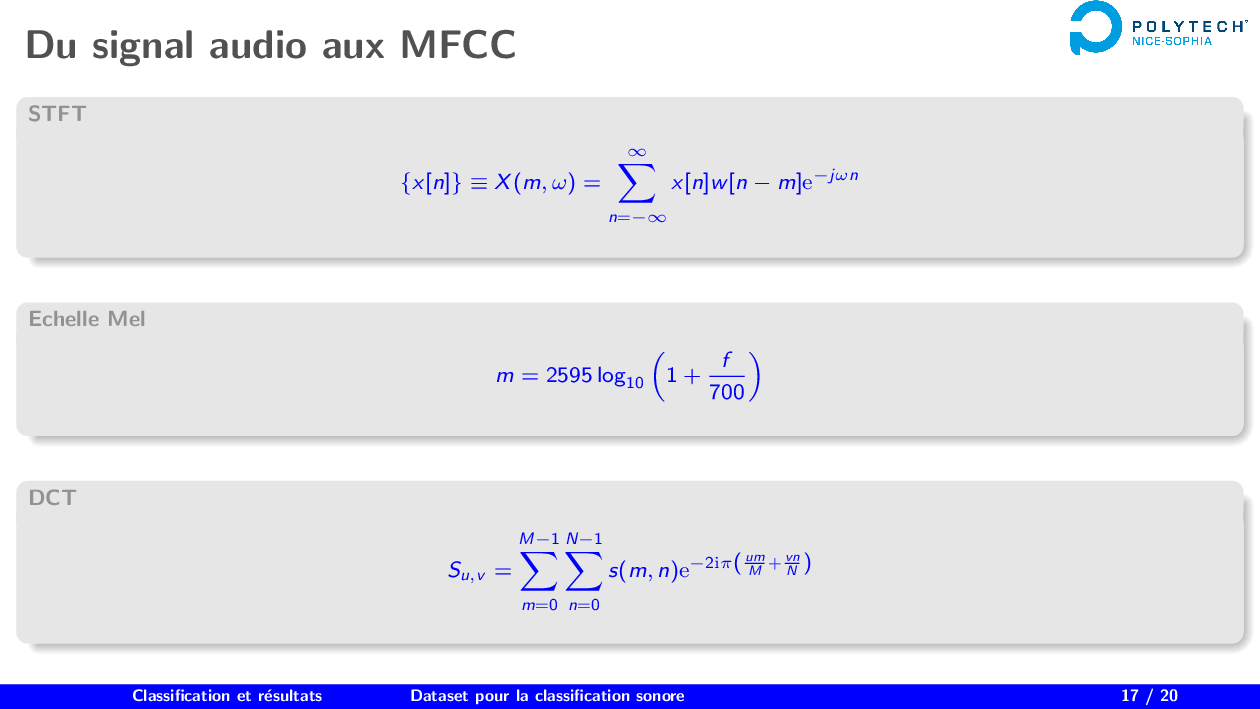 Du signal audio aux MFCC
POLYTECH
NICE-SOPHIA
STFT
{x[n]} ≡ X(m, ω) = ∑_{n=−∞}^{∞} x[n]w[n − m]e^{−jωn}
Echelle Mel
m = 2595 log₁₀ (1 + f/700)
DCT
S_{u,v} = ∑_{m=0}^{M−1} ∑_{n=0}^{N−1} s(m, n)e^{−2iπ(um/M + vn/N)}
Classification et résultats Dataset pour la classification sonore 17 / 20